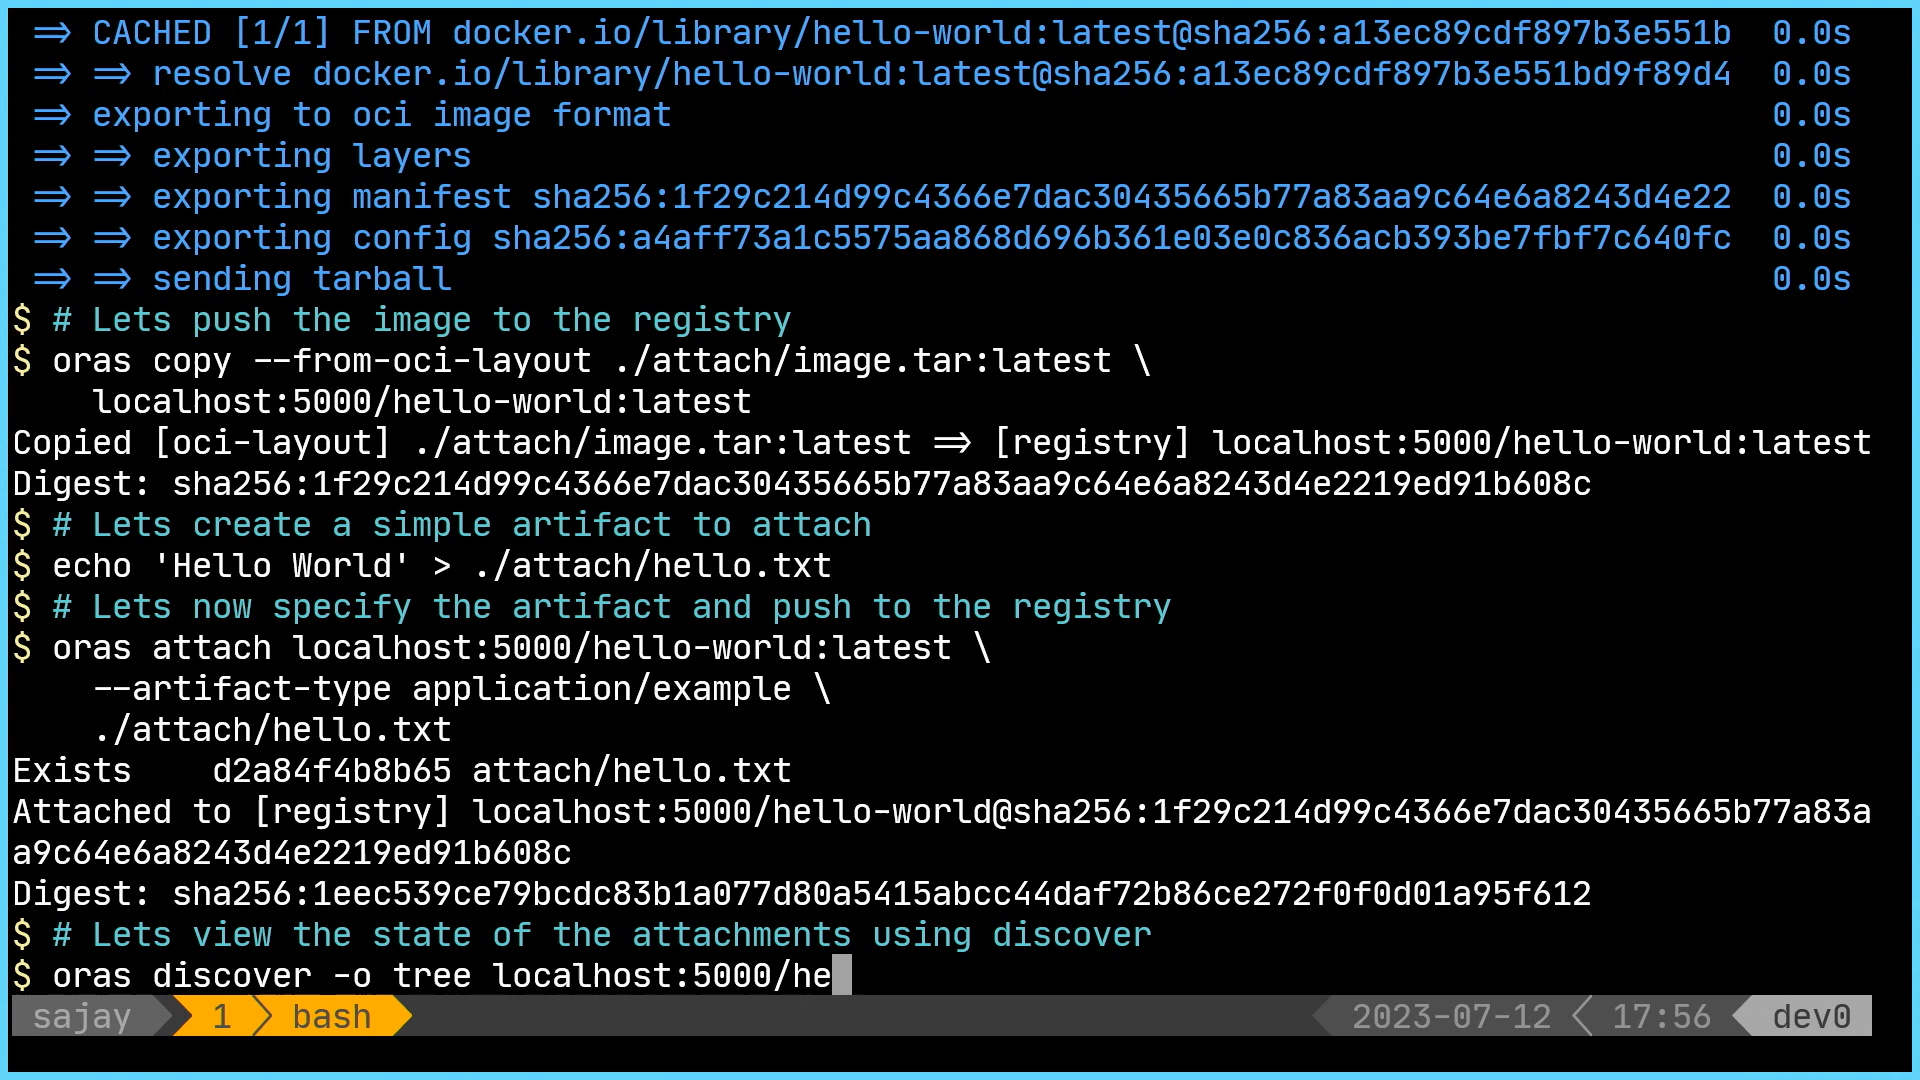 => CACHED [1/1] FROM docker.io/library/hello-world:latest@sha256:a13ec89cdf897b3e551b 0.0s
=> => resolve docker.io/library/hello-world:latest@sha256:a13ec89cdf897b3e551bd9f89d4 0.0s
=> exporting to oci image format 0.0s
=> => exporting layers 0.0s
=> => exporting manifest sha256:1f29c214d99c4366e7dac30435665b77a83aa9c64e6a8243d4e22 0.0s
=> => exporting config sha256:a4aff73a1c5575aa868d696b361e03e0c836acb393be7fbf7c640fc 0.0s
=> => sending tarball 0.0s
$ # Lets push the image to the registry
$ oras copy --from-oci-layout ./attach/image.tar:latest \
localhost:5000/hello-world:latest
Copied [oci-layout] ./attach/image.tar:latest => [registry] localhost:5000/hello-world:latest
Digest: sha256:1f29c214d99c4366e7dac30435665b77a83aa9c64e6a8243d4e2219ed91b608c
$ # Lets create a simple artifact to attach
$ echo 'Hello World' > ./attach/hello.txt
$ # Lets now specify the artifact and push to the registry
$ oras attach localhost:5000/hello-world:latest \
--artifact-type application/example \
./attach/hello.txt
Exists d2a84f4b8b65 attach/hello.txt
Attached to [registry] localhost:5000/hello-world@sha256:1f29c214d99c4366e7dac30435665b77a83a
a9c64e6a8243d4e2219ed91b608c
Digest: sha256:1eec539ce79bcdc83b1a077d80a5415abcc44daf72b86ce272f0f0d01a95f612
$ # Lets view the state of the attachments using discover
$ oras discover -o tree localhost:5000/he
sajay 1 bash 2023-07-12 17:56 dev0